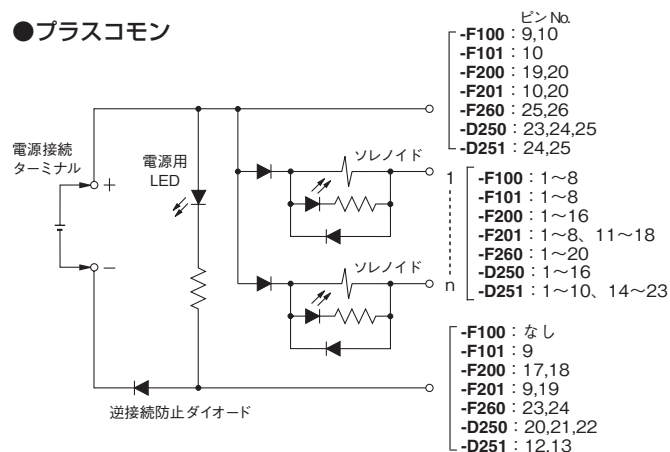 ●プラスコモン
ピンNo.
-F100：9,10
-F101：10
-F200：19,20
-F201：10,20
-F260：25,26
-D250：23,24,25
-D251：24,25
電源接続
ターミナル
+
−
電源用
LED
ソレノイド
1
-F100：1～8
-F101：1～8
-F200：1～16
-F201：1～8、11～18
-F260：1～20
-D250：1～16
-D251：1～10、14～23
ソレノイド
n
-F100：なし
-F101：9
-F200：17,18
-F201：9,19
-F260：23,24
-D250：20,21,22
-D251：12,13
逆接続防止ダイオード